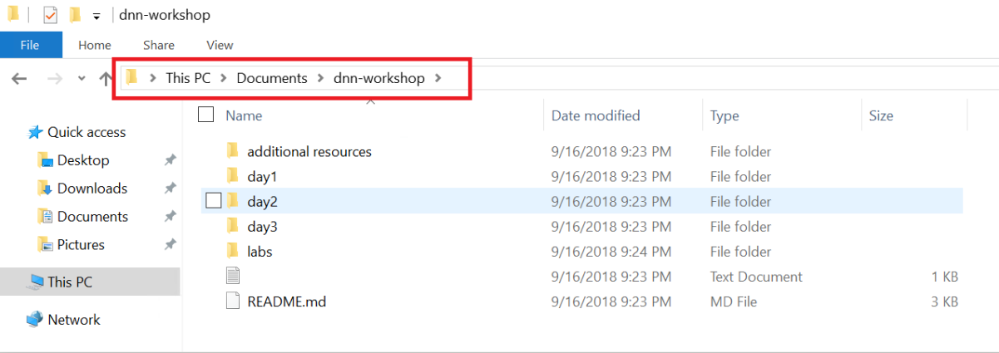 dnn-workshop
File Home Share View
This PC Documents dnn-workshop
Name Date modified Type Size
Quick access
Desktop
Downloads
Documents
Pictures
This PC
Network
additional resources 9/16/2018 9:23 PM File folder
day1 9/16/2018 9:23 PM File folder
day2 9/16/2018 9:23 PM File folder
day3 9/16/2018 9:23 PM File folder
labs 9/16/2018 9:24 PM File folder
9/16/2018 9:23 PM Text Document 1 KB
README.md 9/16/2018 9:23 PM MD File 3 KB